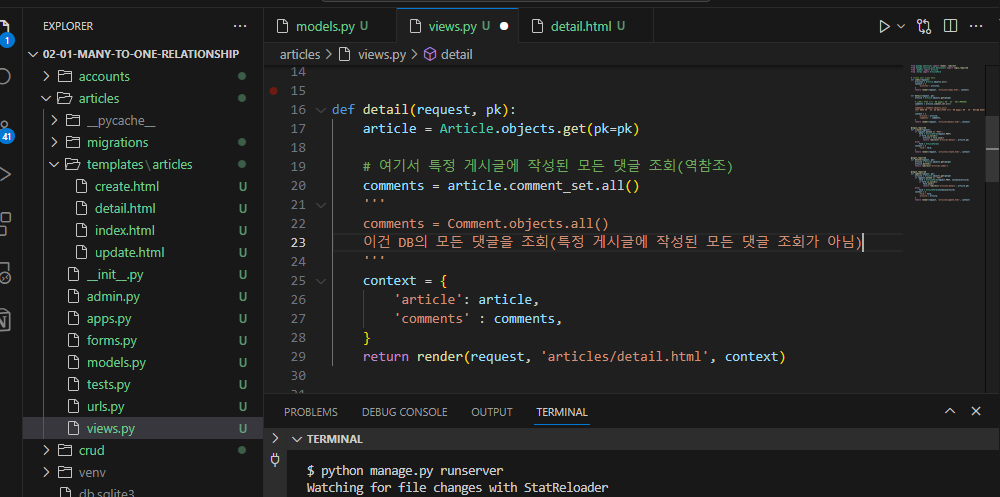 EXPLORER
models.py U
views.py U
detail.html U
1
41
02-01-MANY-TO-ONE-RELATIONSHIP
accounts
articles
__pycache__
migrations
templates\articles
create.html U
detail.html U
index.html U
update.html U
__init__.py U
admin.py U
apps.py U
forms.py U
models.py U
tests.py U
urls.py U
views.py U
crud
venv
db.sqlite3
articles > views.py > detail
14
15
16 def detail(request, pk):
17 article = Article.objects.get(pk=pk)
18
19 # 여기서 특정 게시글에 작성된 모든 댓글 조회(역참조)
20 comments = article.comment_set.all()
21 '''
22 comments = Comment.objects.all()
23 이건 DB의 모든 댓글을 조회(특정 게시글에 작성된 모든 댓글 조회가 아님)
24 '''
25 context = {
26 'article': article,
27 'comments' : comments,
28 }
29 return render(request, 'articles/detail.html', context)
30
PROBLEMS DEBUG CONSOLE OUTPUT TERMINAL
TERMINAL
$ python manage.py runserver
Watching for file changes with StatReloader